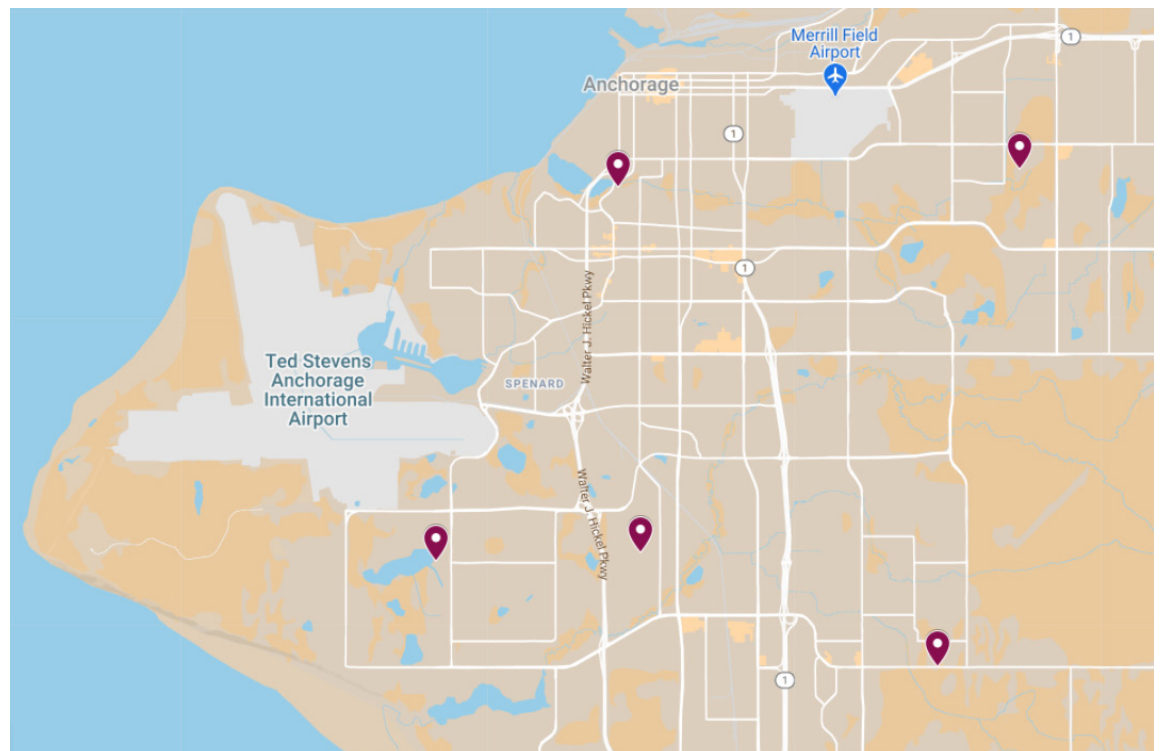 Merrill Field
Airport
1
Anchorage
1
1
Walter J. Hickel Pkwy
Ted Stevens
Anchorage
International
Airport
SPENARD
Walter J. Hickel Pkwy
1